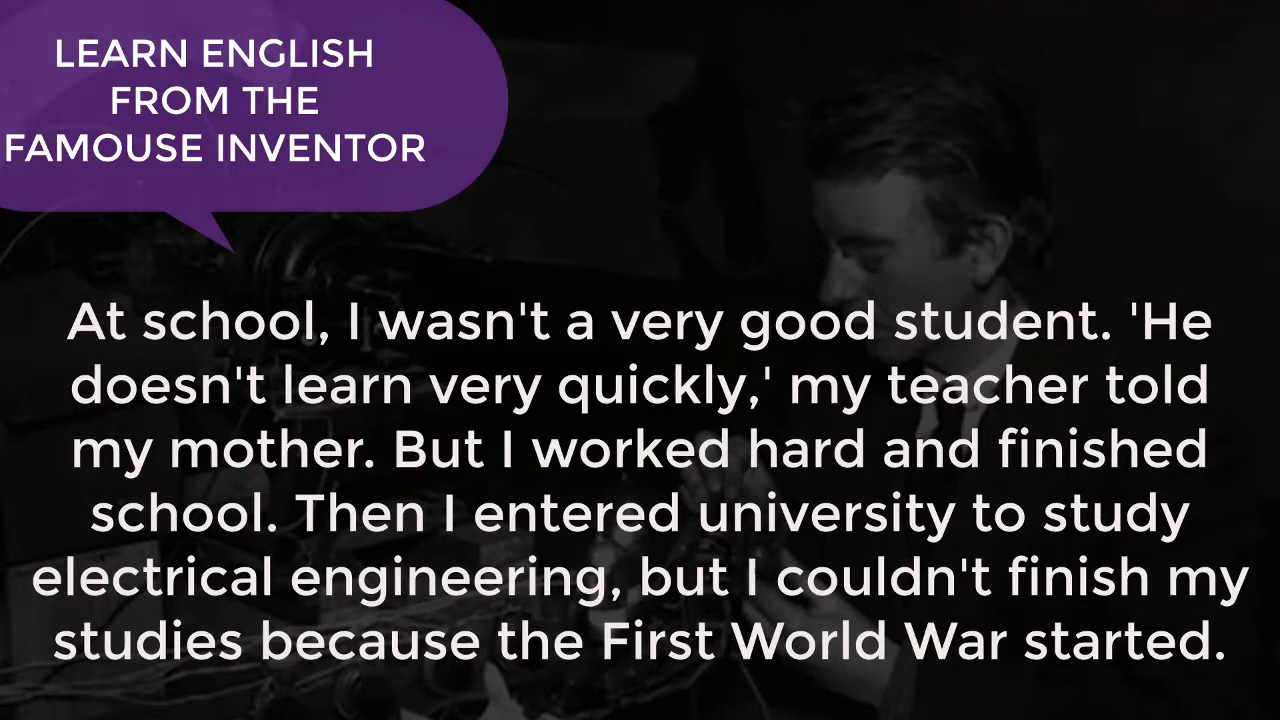 LEARN ENGLISH
FROM THE
FAMOUSE INVENTOR
At school, I wasn't a very good student. 'He
doesn't learn very quickly,' my teacher told
my mother. But I worked hard and finished
school. Then I entered university to study
electrical engineering, but I couldn't finish my
studies because the First World War started.